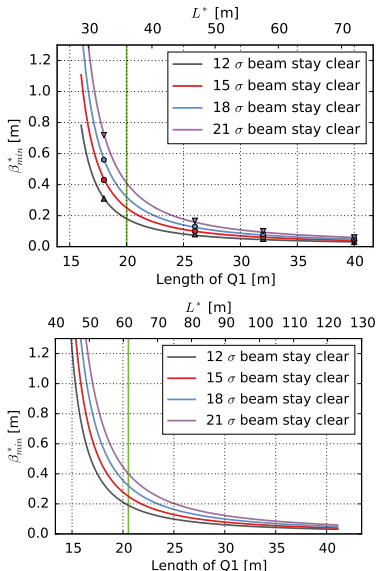 L* [m]
30 40 50 60 70
1.2
1.0
0.8
0.6
0.4
0.2
0.0
β*min [m]
12 σ beam stay clear
15 σ beam stay clear
18 σ beam stay clear
21 σ beam stay clear
15 20 25 30 35 40
Length of Q1 [m]
L* [m]
40 50 60 70 80 90 100 110 120 130
1.2
1.0
0.8
0.6
0.4
0.2
0.0
β*min [m]
12 σ beam stay clear
15 σ beam stay clear
18 σ beam stay clear
21 σ beam stay clear
15 20 25 30 35 40
Length of Q1 [m]